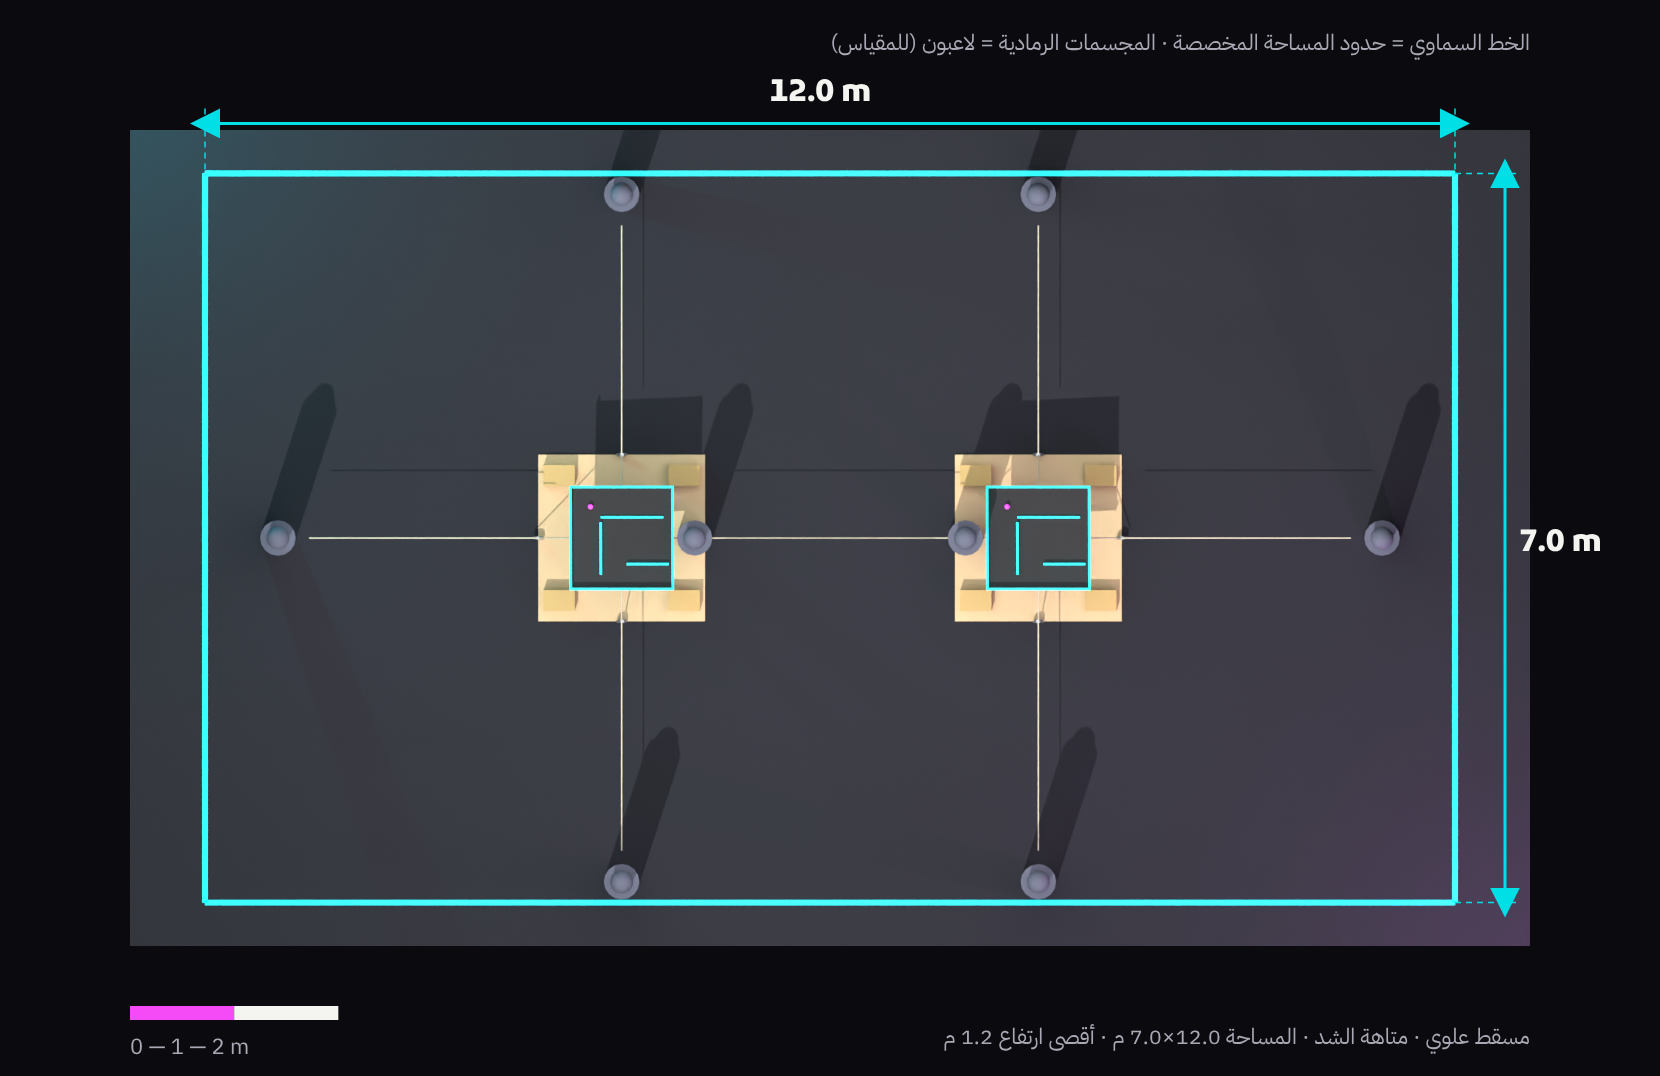 الخط السماوي = حدود المساحة المخصصة · المجسمات الرمادية = لاعبون (للمقياس)
12.0 m
7.0 m
0 — 1 — 2 m
مسقط علوي · متاهة الشد · المساحة 12.0×7.0 م · أقصى ارتفاع 1.2 م